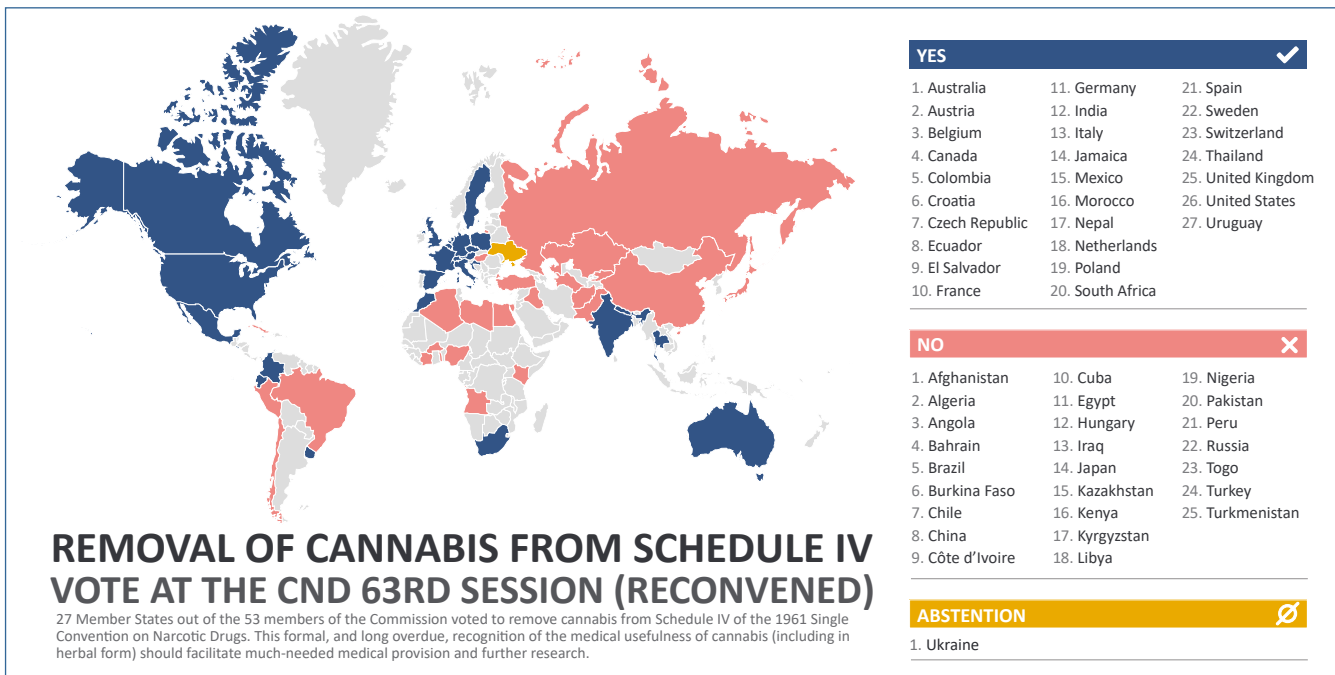 YES
1. Australia
2. Austria
3. Belgium
4. Canada
5. Colombia
6. Croatia
7. Czech Republic
8. Ecuador
9. El Salvador
10. France
11. Germany
12. India
13. Italy
14. Jamaica
15. Mexico
16. Morocco
17. Nepal
18. Netherlands
19. Poland
20. South Africa
21. Spain
22. Sweden
23. Switzerland
24. Thailand
25. United Kingdom
26. United States
27. Uruguay
NO
1. Afghanistan
2. Algeria
3. Angola
4. Bahrain
5. Brazil
6. Burkina Faso
7. Chile
8. China
9. Côte d’Ivoire
10. Cuba
11. Egypt
12. Hungary
13. Iraq
14. Japan
15. Kazakhstan
16. Kenya
17. Kyrgyzstan
18. Libya
19. Nigeria
20. Pakistan
21. Peru
22. Russia
23. Togo
24. Turkey
25. Turkmenistan
ABSTENTION
1. Ukraine
REMOVAL OF CANNABIS FROM SCHEDULE IV
VOTE AT THE CND 63RD SESSION (RECONVENED)
27 Member States out of the 53 members of the Commission voted to remove cannabis from Schedule IV of the 1961 Single
Convention on Narcotic Drugs. This formal, and long overdue, recognition of the medical usefulness of cannabis (including in
herbal form) should facilitate much-needed medical provision and further research.